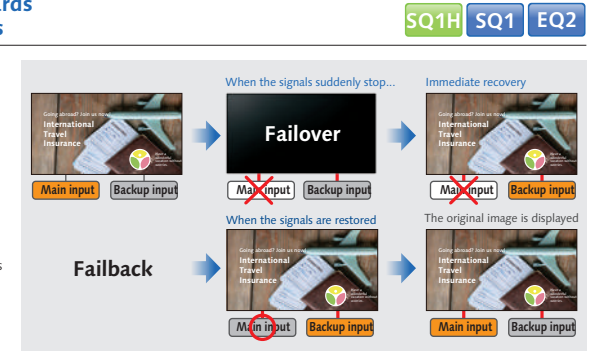 rds
s
SQ1H SQ1 EQ2
When the signals suddenly stop...
Immediate recovery
Going abroad? Join us now!
International
Travel
Insurance
Failover
Going abroad? Join us now!
International
Travel
Insurance
Main input
Backup input
Main input
Backup input
Main input
Backup input
When the signals are restored
The original image is displayed
s
Failback
Going abroad? Join us now!
International
Travel
Insurance
Going abroad? Join us now!
International
Travel
Insurance
Main input
Backup input
Main input
Backup input